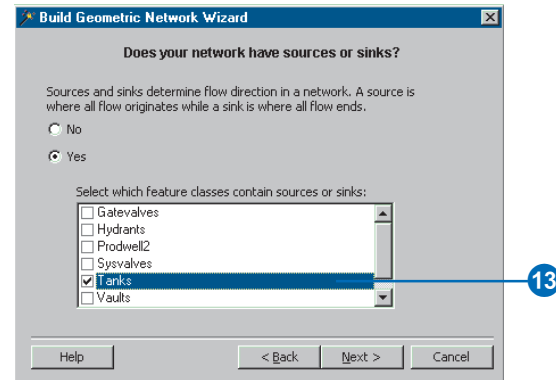 Build Geometric Network Wizard
Does your network have sources or sinks?
Sources and sinks determine flow direction in a network. A source is
where all flow originates while a sink is where all flow ends.
No
Yes
Select which feature classes contain sources or sinks:
Gatevalves
Hydrants
Prodwell2
Sysvalves
Tanks
13
Vaults
Help
< Back
Next >
Cancel